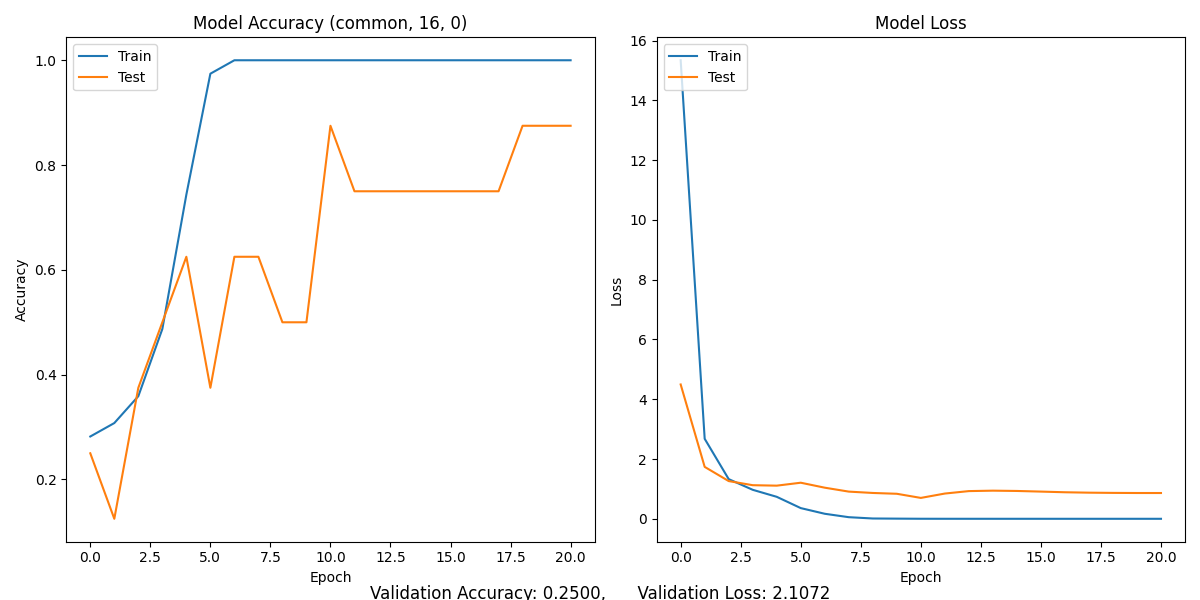 Model Accuracy (common, 16, 0)
Train
Test
1.0
0.8
0.6
0.4
0.2
Accuracy
0.0 2.5 5.0 7.5 10.0 12.5 15.0 17.5 20.0
Epoch
Model Loss
Train
Test
16
14
12
10
8
6
4
2
0
Loss
0.0 2.5 5.0 7.5 10.0 12.5 15.0 17.5 20.0
Epoch
Validation Accuracy: 0.2500, Validation Loss: 2.1072